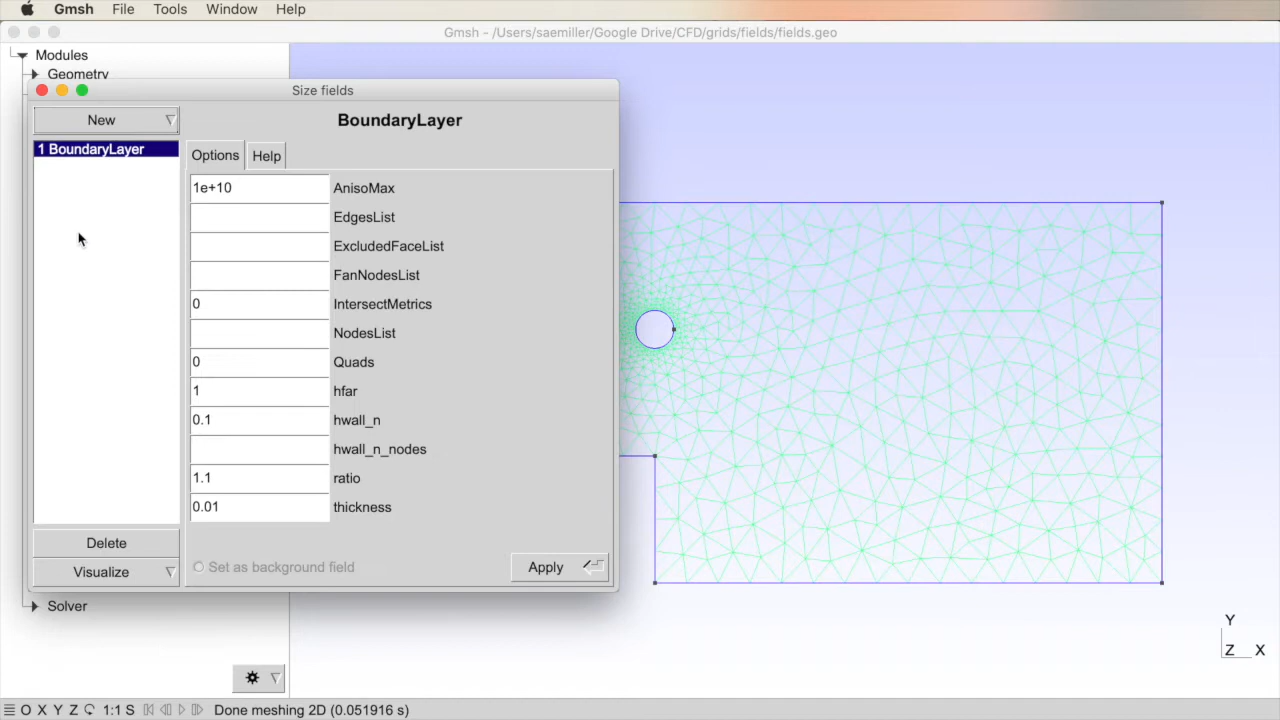 Gmsh File Tools Window Help
Gmsh - /Users/saemiller/Google Drive/CFD/grids/fields/fields.geo
Modules
Geometry
Size fields
New
BoundaryLayer
1 BoundaryLayer
Options Help
1e+10 AnisoMax
EdgesList
ExcludedFaceList
FanNodesList
0 IntersectMetrics
NodesList
0 Quads
1 hfar
0.1 hwall_n
hwall_n_nodes
1.1 ratio
0.01 thickness
Delete
Visualize
Set as background field
Apply
Solver
Y
Z X
O X Y Z 1:1 S Done meshing 2D (0.051916 s)